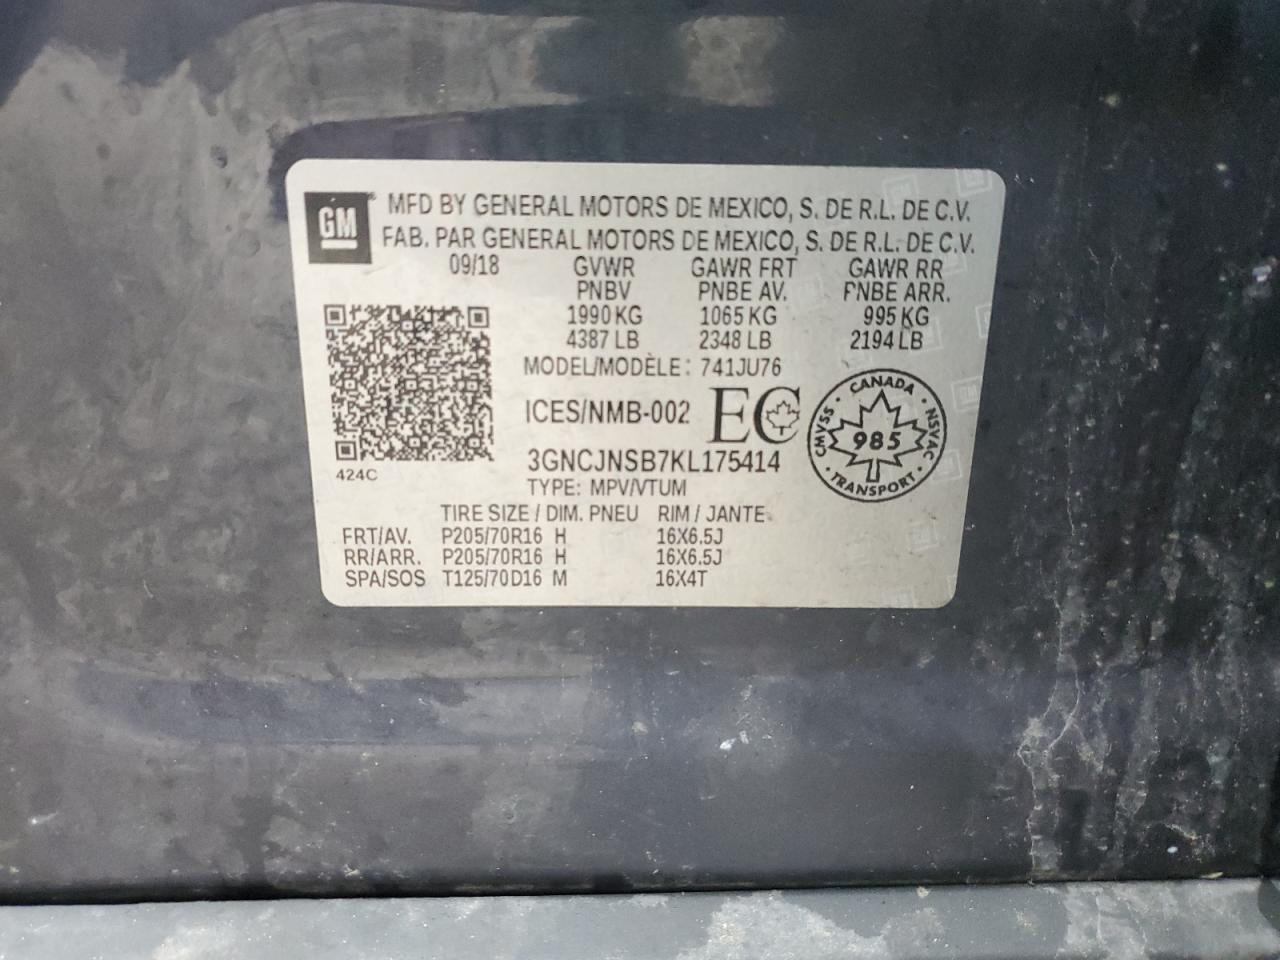 GM
MFD BY GENERAL MOTORS DE MEXICO, S. DE R.L. DE C.V.
FAB. PAR GENERAL MOTORS DE MEXICO, S. DE R.L. DE C.V.
09/18 GVWR GAWR FRT GAWR RR
PNBV PNBE AV. PNBE ARR.
1990 KG 1065 KG 995 KG
4387 LB 2348 LB 2194 LB
MODEL/MODÈLE: 741JU76
ICES/NMB-002 EC
CANADA
CMVSS 985 NSVAC
TRANSPORT
3GNCJNSB7KL175414
424C
TYPE: MPV/VTUM
TIRE SIZE / DIM. PNEU RIM / JANTE
FRT/AV. P205/70R16 H 16X6.5J
RR/ARR. P205/70R16 H 16X6.5J
SPA/SOS T125/70D16 M 16X4T